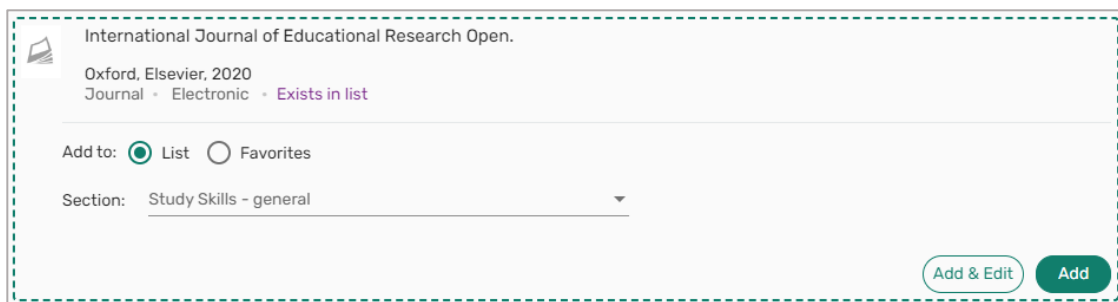 International Journal of Educational Research Open.
Oxford, Elsevier, 2020
Journal • Electronic • Exists in list
Add to: List Favorites
Section: Study Skills - general
Add & Edit Add